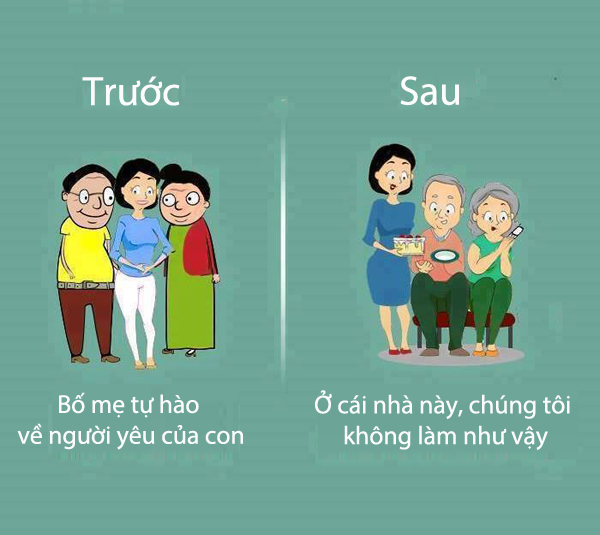 Trước
Sau
Bố mẹ tự hào
về người yêu của con
Ở cái nhà này, chúng tôi
không làm như vậy